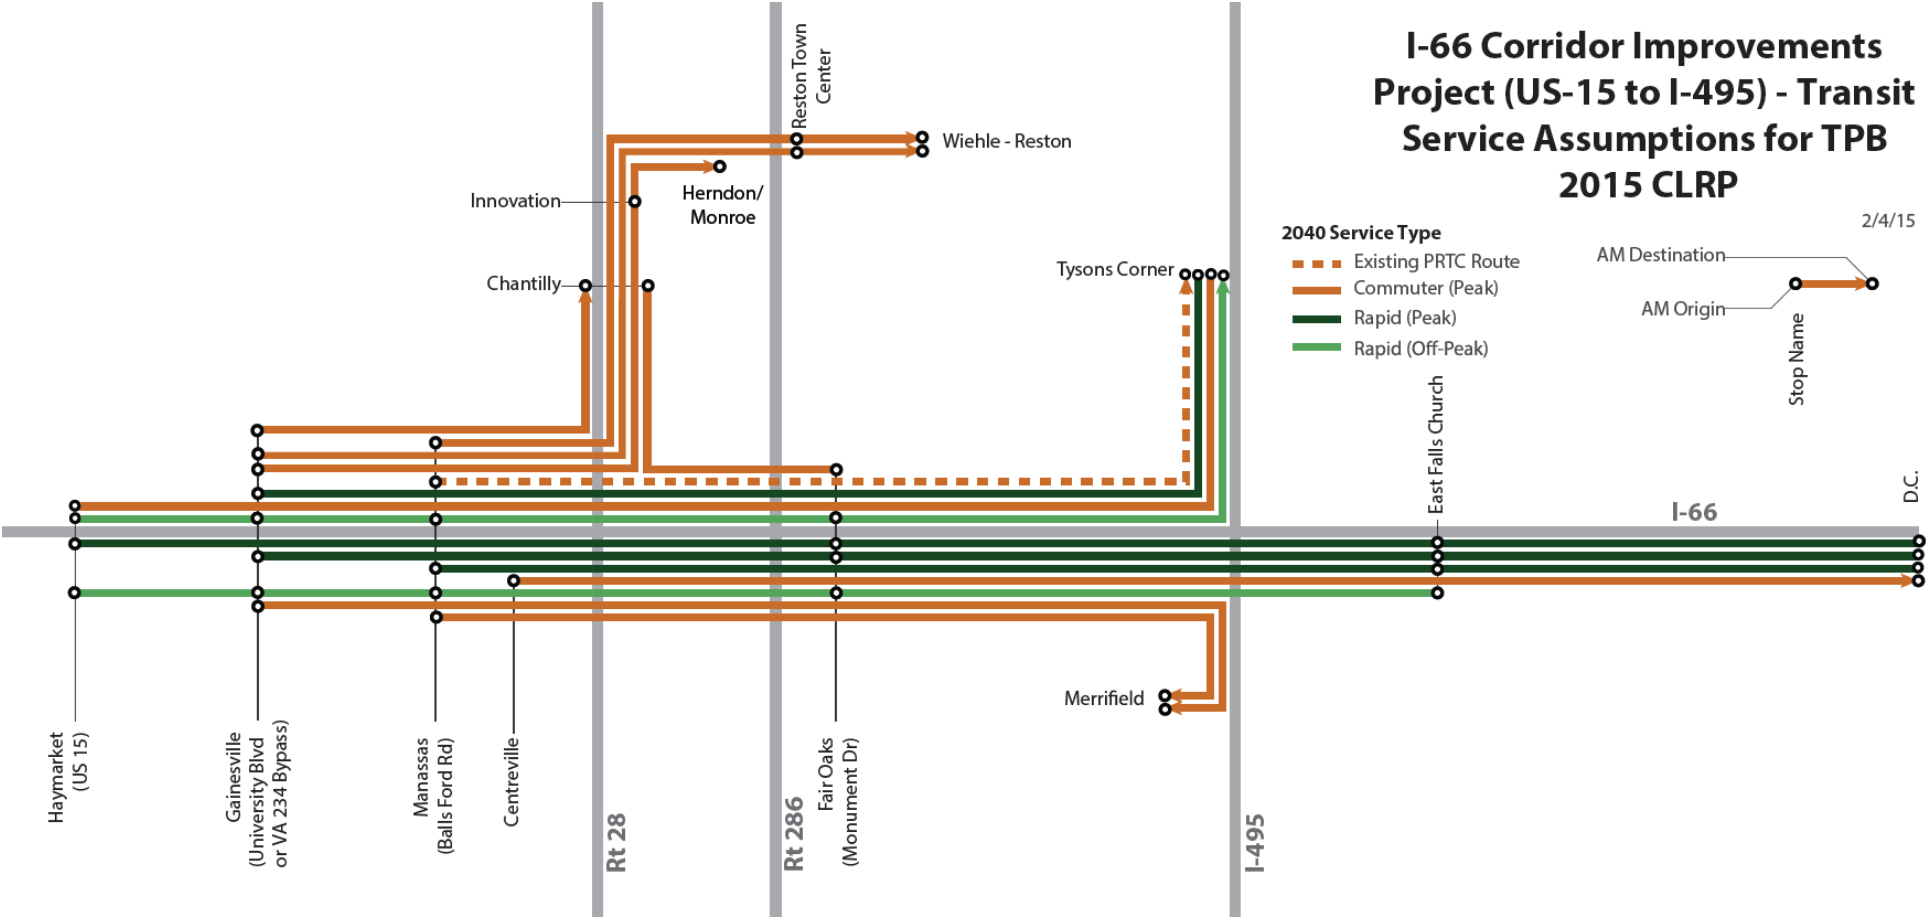 I-66 Corridor Improvements
Project (US-15 to I-495) - Transit
Service Assumptions for TPB
2015 CLRP
2/4/15
2040 Service Type
Existing PRTC Route
Commuter (Peak)
Rapid (Peak)
Rapid (Off-Peak)
AM Destination
AM Origin
Stop Name
Reston Town
Center
Wiehle - Reston
Innovation
Herndon/
Monroe
Chantilly
Tysons Corner
East Falls Church
D.C.
I-66
Merrifield
Haymarket
(US 15)
Gainesville
(University Blvd
or VA 234 Bypass)
Manassas
(Balls Ford Rd)
Centreville
Rt 28
Rt 286
Fair Oaks
(Monument Dr)
I-495